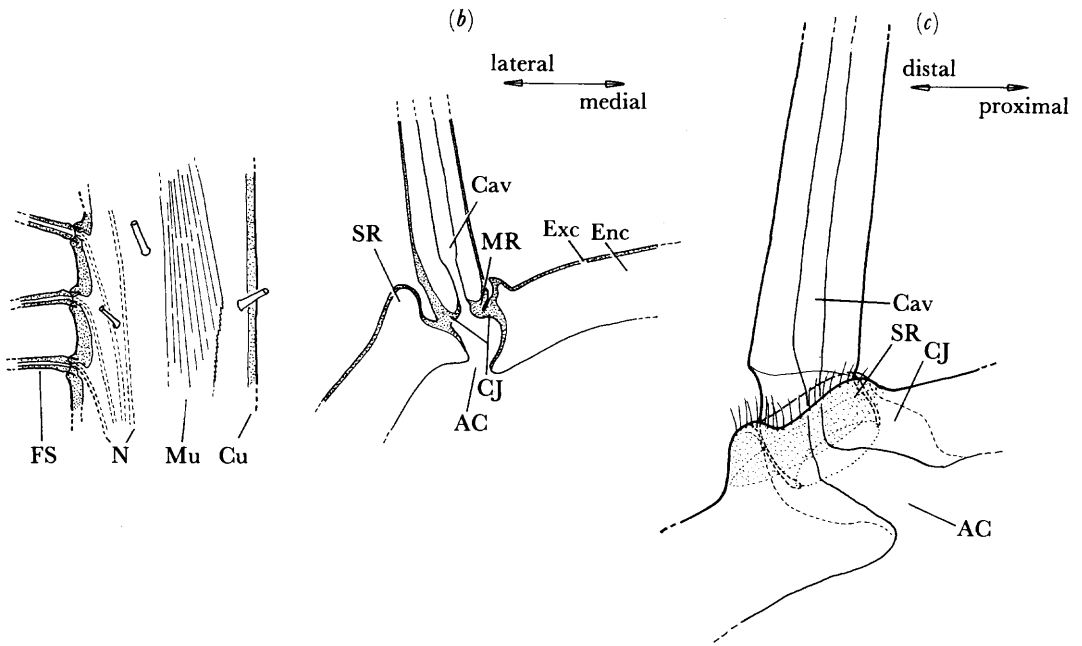 FS N Mu Cu
(b)
lateral
medial
Cav
SR
MR
Exc Enc
CJ
AC
(c)
distal
proximal
Cav
SR
CJ
AC